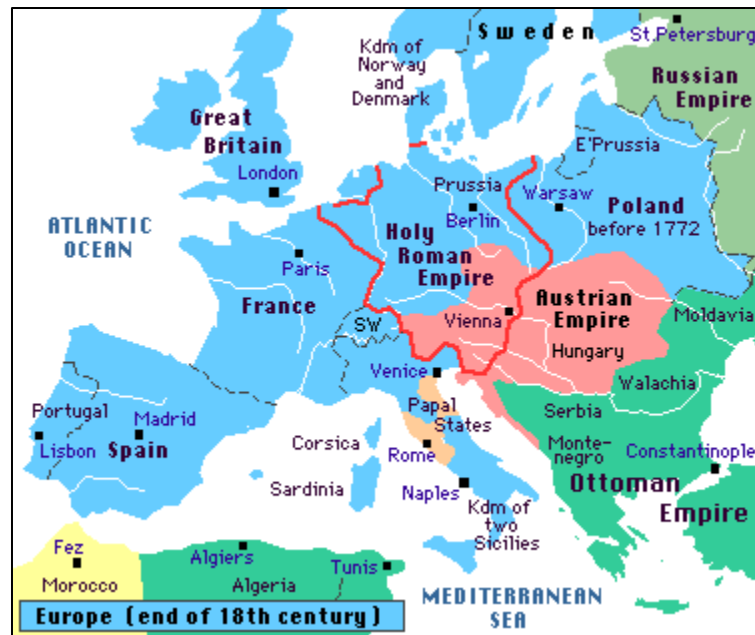 Sweden
St.Petersburg
Kdm of
Norway
and
Denmark
Russian
Empire
Great
Britain
London
E'Prussia
Prussia
Berlin
Warsaw
Poland
before 1772
ATLANTIC
OCEAN
Holy
Roman
Empire
Paris
France
Austrian
Empire
Moldavia
SW
Vienna
Hungary
Venice
Walachia
Portugal
Madrid
Lisbon
Spain
Papal
States
Serbia
Corsica
Rome
Monte-
negro
Constantinople
Sardinia
Naples
Ottoman
Empire
Kdm of
two
Sicilies
Fez
Morocco
Algiers
Algeria
Tunis
MEDITERRANEAN
SEA
Europe (end of 18th century)